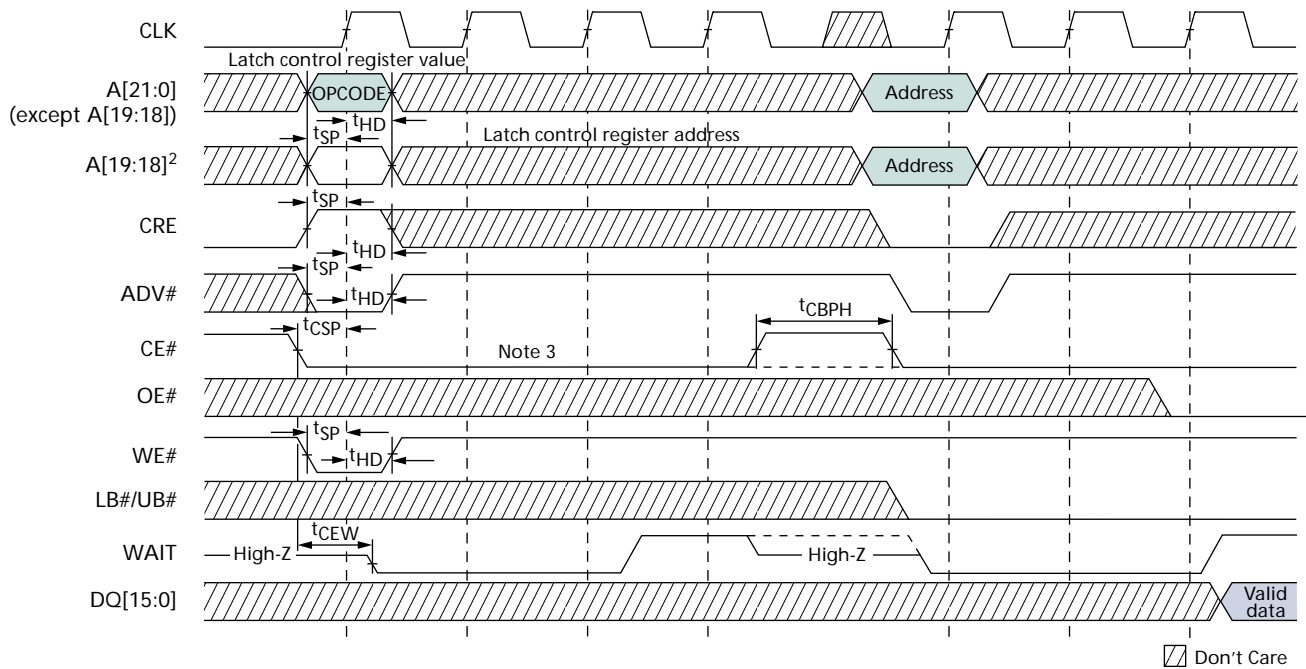 CLK
Latch control register value
A[21:0]
(except A[19:18])
OPCODE
Address
tHD
tSP
Latch control register address
A[19:18]2
Address
tSP
CRE
tHD
tSP
ADV#
tHD
tCBPH
tCSP
CE#
Note 3
OE#
tSP
WE#
tHD
LB#/UB#
tCEW
WAIT
High-Z
High-Z
DQ[15:0]
Valid
data
Don't Care